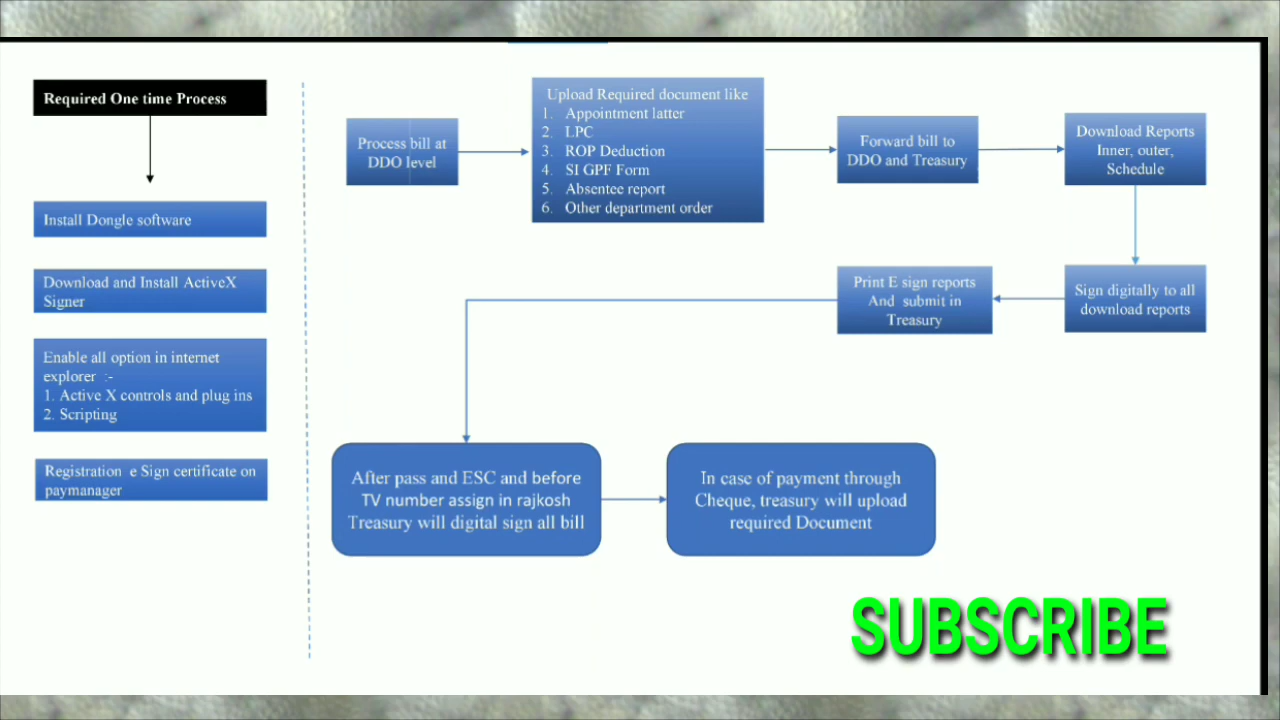 Required One time Process
Install Dongle software
Download and Install ActiveX
Signer
Enable all option in internet
explorer :-
1. Active X controls and plug ins
2. Scripting
Registration e Sign certificate on
paymanager
Process bill at
DDO level
Upload Required document like
1. Appointment latter
2. LPC
3. ROP Deduction
4. SI GPF Form
5. Absentee report
6. Other department order
Forward bill to
DDO and Treasury
Download Reports
Inner, outer,
Schedule
Sign digitally to all
download reports
Print E sign reports
And submit in
Treasury
After pass and ESC and before
TV number assign in rajkosh
Treasury will digital sign all bill
In case of payment through
Cheque, treasury will upload
required Document
SUBSCRIBE